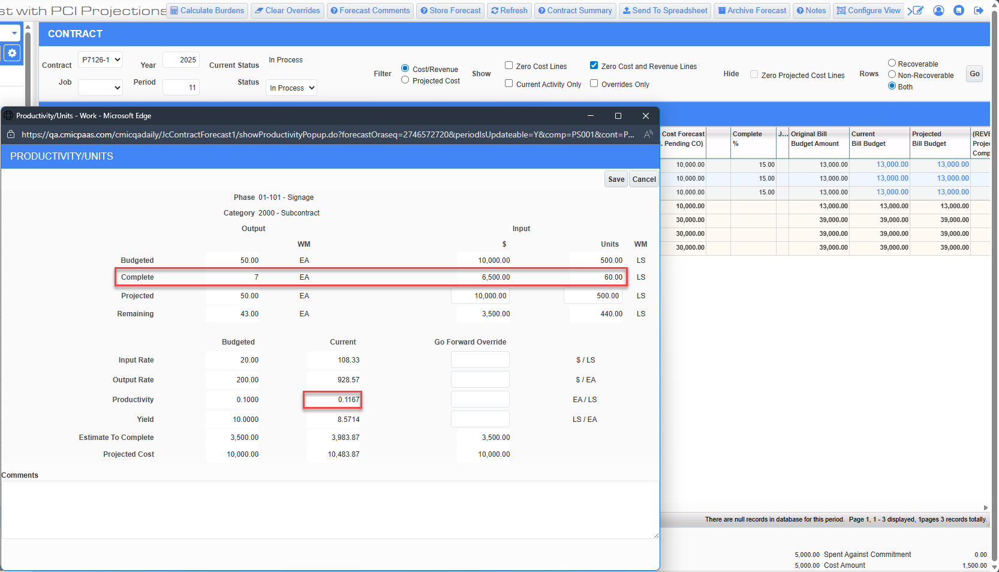 st with PCI Projections Calculate Burdens Clear Overrides Forecast Comments Store Forecast Refresh Contract Summary Send To Spreadsheet Archive Forecast Notes Configure View
CONTRACT
Contract P7126-1 Year 2025 Current Status In Process
Job Period 11 Status In Process
Filter Cost/Revenue Projected Cost
Show Zero Cost Lines Zero Cost and Revenue Lines
Current Activity Only Overrides Only
Hide Zero Projected Cost Lines
Rows Recoverable
Non-Recoverable
Both
Go
Productivity/Units - Work - Microsoft Edge
https://qa.cmicpaas.com/cmicqadaily/JcContractForecast1/showProductivityPopup.do?forecastOraseq=2746572720&periodIsUpdateable=Y&comp=PS001&cont=P...
PRODUCTIVITY/UNITS
Save Cancel
Phase 01-101 - Signage
Category 2000 - Subcontract
Output Input
WM $ Units WM
Budgeted 50.00 EA 10,000.00 500.00 LS
Complete 7 EA 6,500.00 60.00 LS
Projected 50.00 EA 10,000.00 500.00 LS
Remaining 43.00 EA 3,500.00 440.00 LS
Budgeted Current Go Forward Override
Input Rate 20.00 108.33 $ / LS
Output Rate 200.00 928.57 $ / EA
Productivity 0.1000 0.1167 EA / LS
Yield 10.0000 8.5714 LS / EA
Estimate To Complete 3,500.00 3,983.87 3,500.00
Projected Cost 10,000.00 10,483.87 10,000.00
Comments
Cost Forecast Complete J... Original Bill Current Projected (REVE
. Pending CO) % Budget Amount Bill Budget Bill Budget Projec
Comp
10,000.00 15.00 13,000.00 13,000.00 13,000.00
10,000.00 15.00 13,000.00 13,000.00 13,000.00
10,000.00 15.00 13,000.00 13,000.00 13,000.00
10,000.00 13,000.00 13,000.00 13,000.00
30,000.00 39,000.00 39,000.00 39,000.00
30,000.00 39,000.00 39,000.00 39,000.00
30,000.00 39,000.00 39,000.00 39,000.00
There are null records in database for this period. Page 1, 1 - 3 displayed, 1pages 3 records totally.
5,000.00 Spent Against Commitment 0.00
5,000.00 Cost Amount 1,500.00